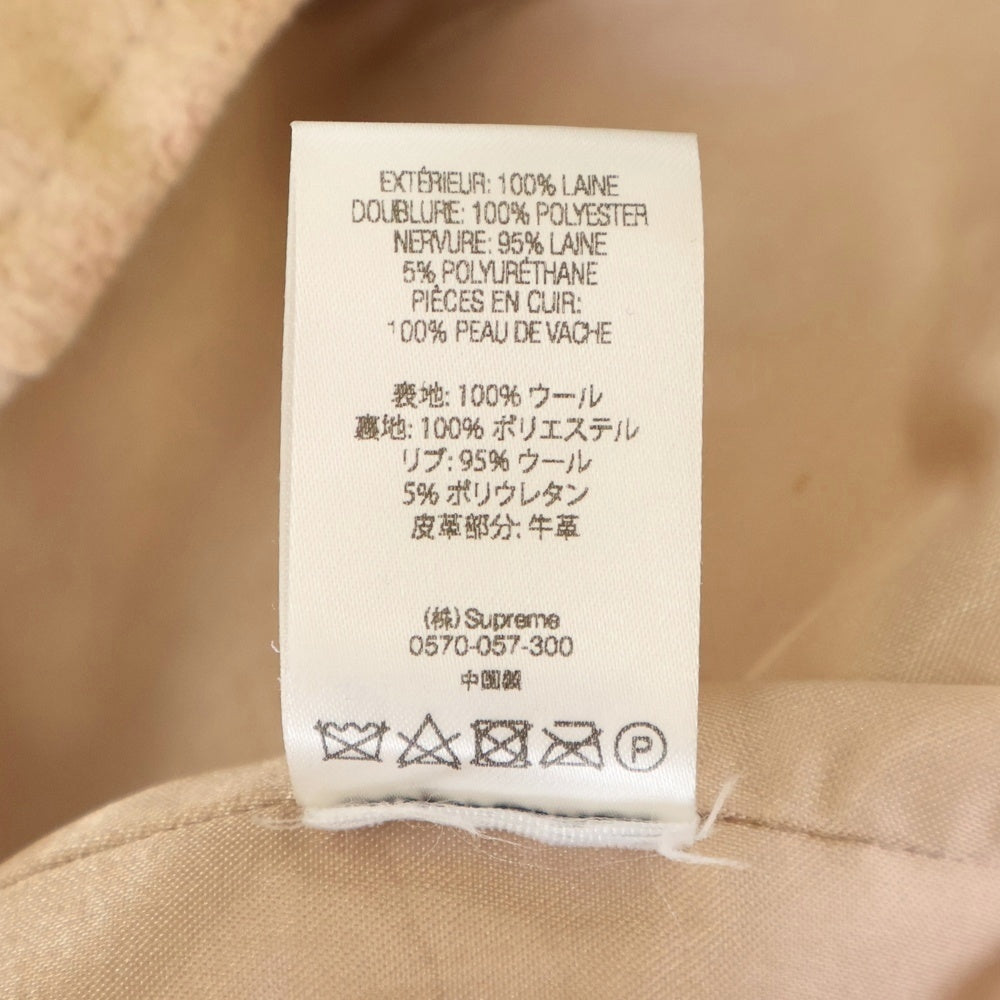 EXTÉRIEUR: 100% LAINE
DOUBLURE: 100% POLYESTER
NERVURE: 95% LAINE
5% POLYURÉTHANE
PIÈCES EN CUIR:
100% PEAU DE VACHE
表地: 100% ウール
裏地: 100% ポリエステル
リブ: 95% ウール
5% ポリウレタン
皮革部分: 牛革
(株) Supreme
0570-057-300
中国製
P